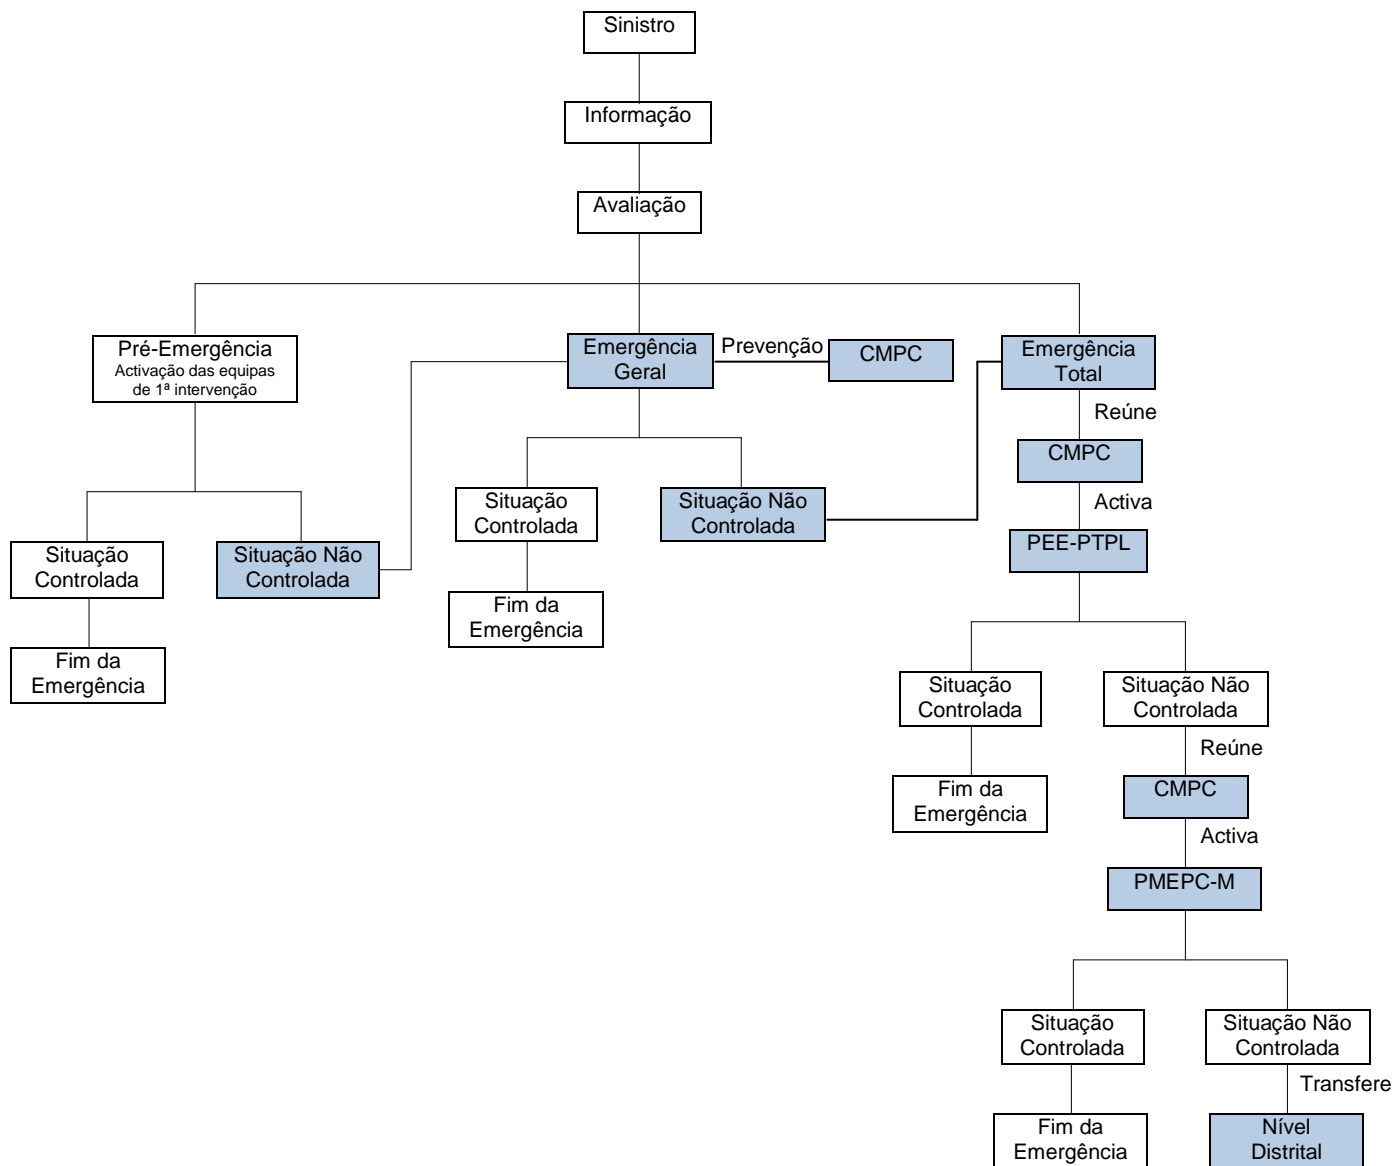 Sinistro
Informação
Avaliação
Pré-Emergência
Activação das equipas
de 1ª intervenção
Emergência
Geral
Prevenção
CMPC
Emergência
Total
Reúne
CMPC
Activa
PEE-PTPL
Situação
Controlada
Situação Não
Controlada
Situação
Controlada
Situação Não
Controlada
Fim da
Emergência
Fim da
Emergência
Situação
Controlada
Situação Não
Controlada
Reúne
Fim da
Emergência
CMPC
Activa
PMEPC-M
Situação
Controlada
Situação Não
Controlada
Transfere
Fim da
Emergência
Nível
Distrital